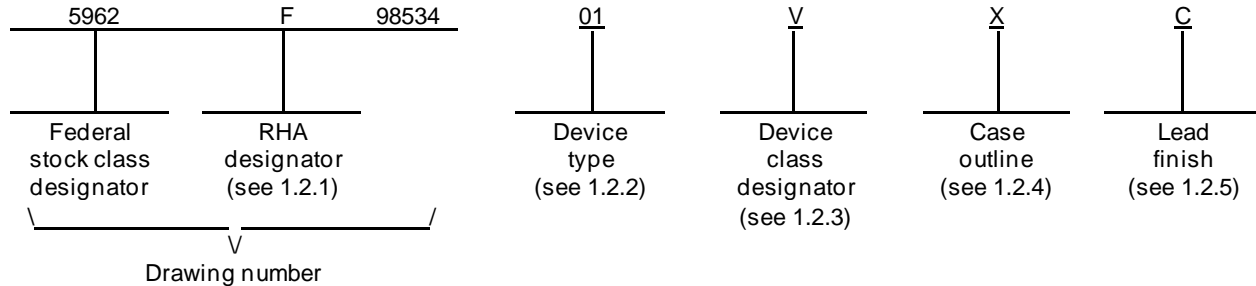 5962 F 98534 01 V X C
Federal stock class designator
RHA designator (see 1.2.1)
Device type (see 1.2.2)
Device class designator (see 1.2.3)
Case outline (see 1.2.4)
Lead finish (see 1.2.5)
\ /
\/
Drawing number